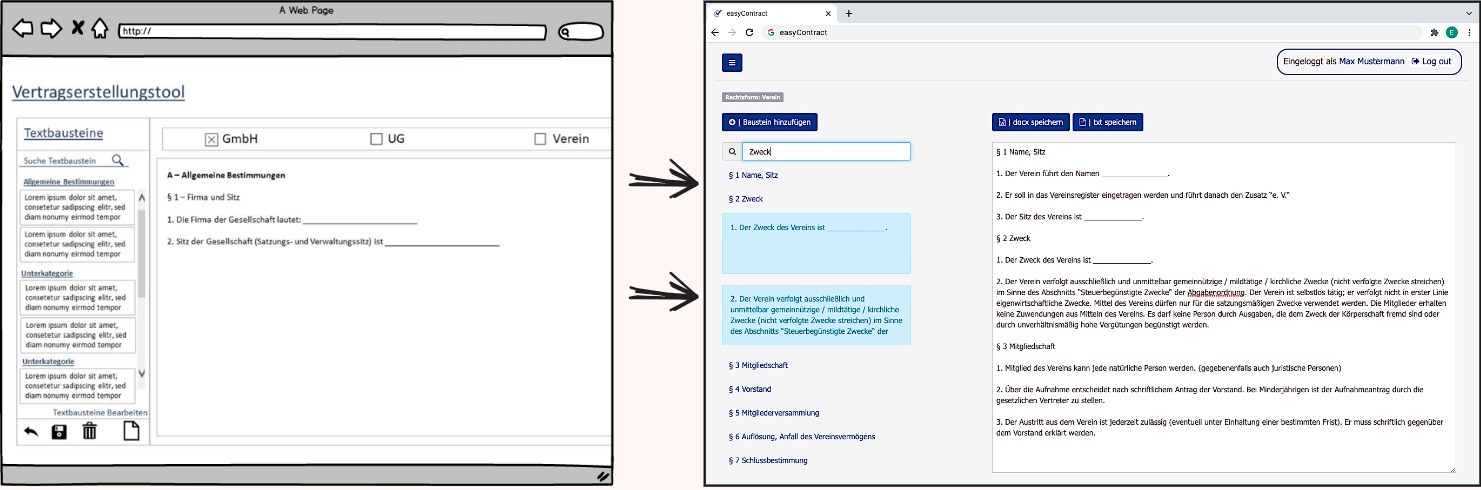 A Web Page
http://
Vertragserstellungstool
Textbausteine
Suche Textbaustein
Allgemeine Bestimmungen
Lorem ipsum dolor sit amet,
consetetur sadipscing elitr, sed
diam nonumy eirmod tempor
Lorem ipsum dolor sit amet,
consetetur sadipscing elitr, sed
diam nonumy eirmod tempor
Unterkategorie
Lorem ipsum dolor sit amet,
consetetur sadipscing elitr, sed
diam nonumy eirmod tempor
Lorem ipsum dolor sit amet,
consetetur sadipscing elitr, sed
diam nonumy eirmod tempor
Unterkategorie
Lorem ipsum dolor sit amet,
consetetur sadipscing elitr, sed
diam nonumy eirmod tempor
Textbausteine Bearbeiten
GmbH
UG
Verein
A – Allgemeine Bestimmungen
§ 1 – Firma und Sitz
1. Die Firma der Gesellschaft lautet: ______________
2. Sitz der Gesellschaft (Satzungs- und Verwaltungssitz) ist ______________
easyContract
easyContract
E
Eingeloggt als Max Mustermann Log out
Rechtsform: Verein
| Baustein hinzufügen
Zweck
§ 1 Name, Sitz
§ 2 Zweck
1. Der Zweck des Vereins ist ______________.
2. Der Verein verfolgt ausschließlich und
unmittelbar gemeinnützige / mildtätige / kirchliche
Zwecke (nicht verfolgte Zwecke streichen) im Sinne
des Abschnitts "Steuerbegünstigte Zwecke" der
§ 3 Mitgliedschaft
§ 4 Vorstand
§ 5 Mitgliederversammlung
§ 6 Auflösung, Anfall des Vereinsvermögens
§ 7 Schlussbestimmung
| docx speichern
| txt speichern
§ 1 Name, Sitz
1. Der Verein führt den Namen ________________.
2. Er soll in das Vereinsregister eingetragen werden und führt danach den Zusatz "e. V."
3. Der Sitz des Vereins ist ______________.
§ 2 Zweck
1. Der Zweck des Vereins ist ______________.
2. Der Verein verfolgt ausschließlich und unmittelbar gemeinnützige / mildtätige / kirchliche Zwecke (nicht verfolgte Zwecke streichen)
im Sinne des Abschnitts "Steuerbegünstigte Zwecke" der Abgabenordnung. Der Verein ist selbstlos tätig; er verfolgt nicht in erster Linie
eigenwirtschaftliche Zwecke. Mittel des Vereins dürfen nur für die satzungsmäßigen Zwecke verwendet werden. Die Mitglieder erhalten
keine Zuwendungen aus Mitteln des Vereins. Es darf keine Person durch Ausgaben, die dem Zweck der Körperschaft fremd sind oder
durch unverhältnismäßig hohe Vergütungen begünstigt werden.
§ 3 Mitgliedschaft
1. Mitglied des Vereins kann jede natürliche Person werden. (gegebenenfalls auch juristische Personen)
2. Über die Aufnahme entscheidet nach schriftlichem Antrag der Vorstand. Bei Minderjährigen ist der Aufnahmeantrag durch die
gesetzlichen Vertreter zu stellen.
3. Der Austritt aus dem Verein ist jederzeit zulässig (eventuell unter Einhaltung einer bestimmten Frist). Er muss schriftlich gegenüber
dem Vorstand erklärt werden.